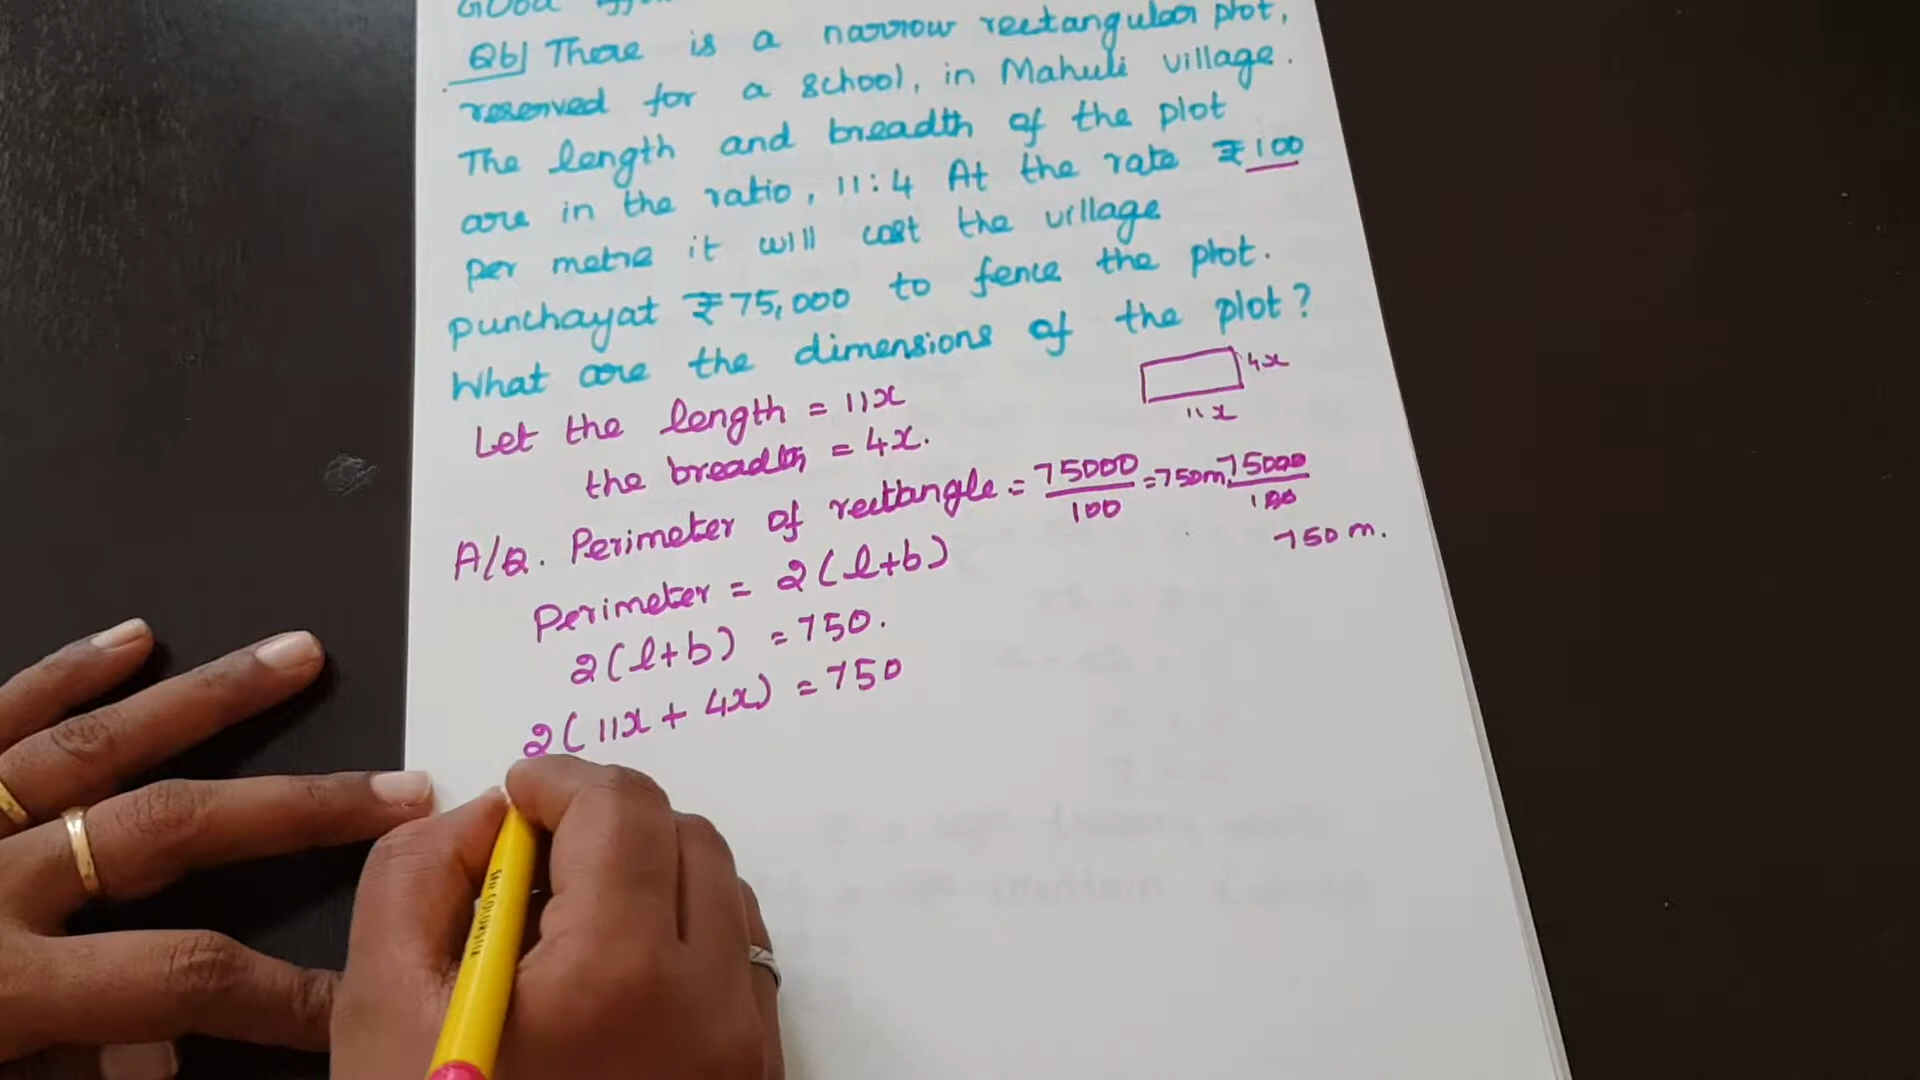 Good
Q6] There is a narrow rectangular plot,
reserved for a school, in Mahuli village.
The length and breadth of the plot
are in the ratio, 11:4 At the rate ₹100
per metre it will cost the village
punchayat ₹75,000 to fence the plot.
What are the dimensions of the plot?
Let the length = 11x
the breadth = 4x.
4x
11x
A/Q. Perimeter of rectangle = 75000/100 = 750m. 75000/100
750 m.
Perimeter = 2(l+b)
2(l+b) = 750.
2(11x + 4x) = 750